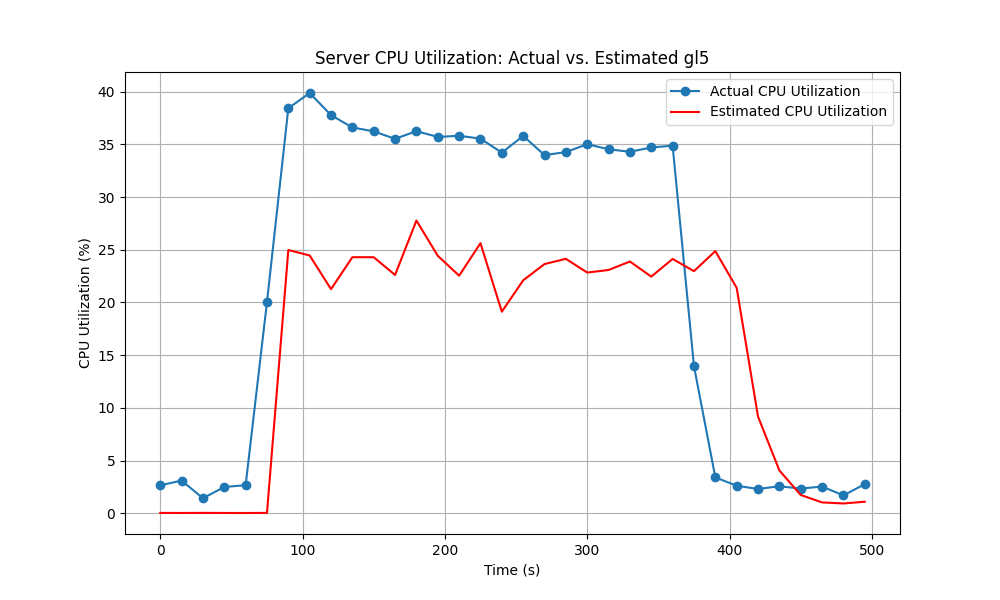 Server CPU Utilization: Actual vs. Estimated gl5
Actual CPU Utilization
Estimated CPU Utilization
CPU Utilization (%)
40
35
30
25
20
15
10
5
0
0 100 200 300 400 500
Time (s)